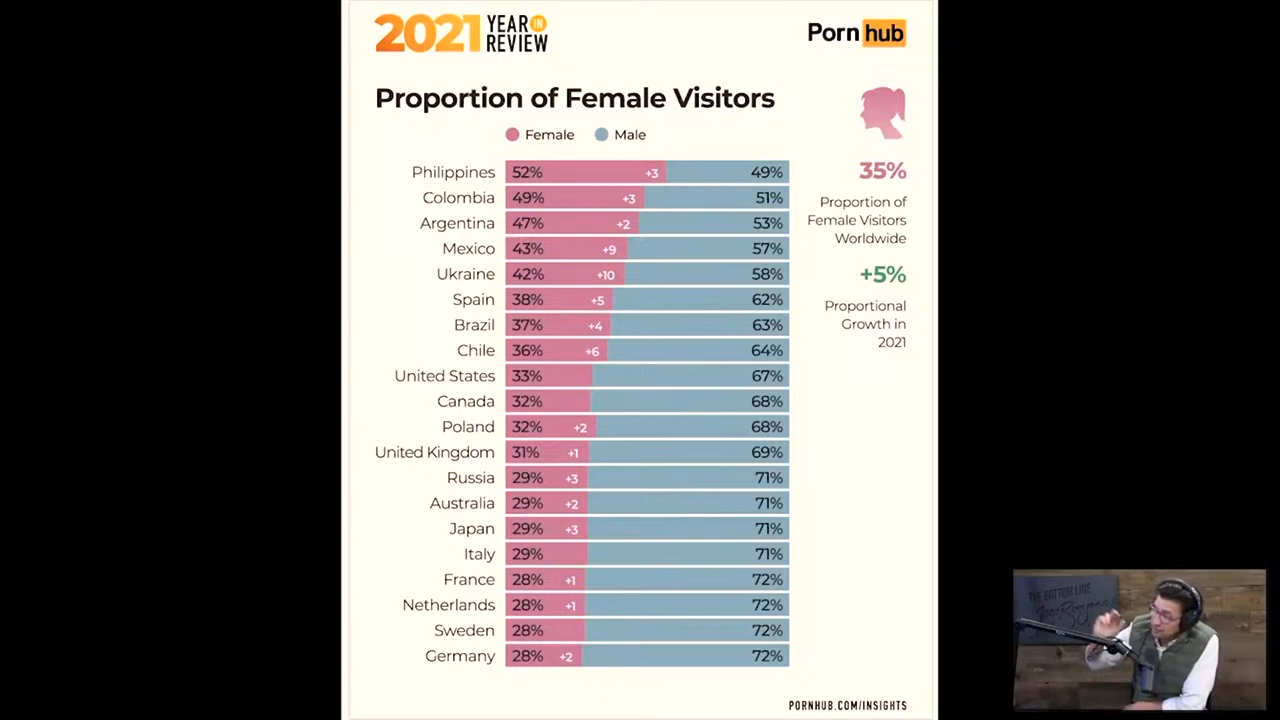 2021 YEAR IN REVIEW
Pornhub
Proportion of Female Visitors
Female Male
Philippines 52% +3 49%
Colombia 49% +3 51%
Argentina 47% +2 53%
Mexico 43% +9 57%
Ukraine 42% +10 58%
Spain 38% +5 62%
Brazil 37% +4 63%
Chile 36% +6 64%
United States 33% 67%
Canada 32% 68%
Poland 32% +2 68%
United Kingdom 31% +1 69%
Russia 29% +3 71%
Australia 29% +2 71%
Japan 29% +3 71%
Italy 29% 71%
France 28% +1 72%
Netherlands 28% +1 72%
Sweden 28% 72%
Germany 28% +2 72%
35%
Proportion of
Female Visitors
Worldwide
+5%
Proportional
Growth in
2021
PORNHUB.COM/INSIGHTS
THE BOTTOM LINE